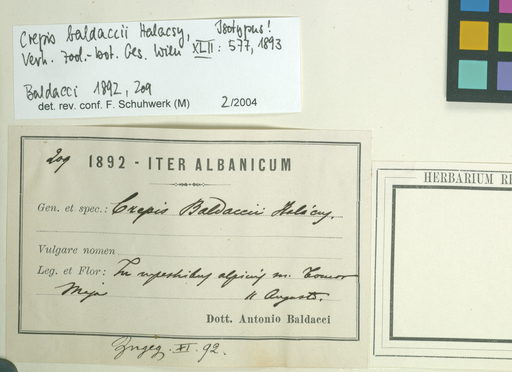 Crepis baldaccii Halacsy, Isotypus!
Verh. zool.-bot. Ges. Wien XLII: 577, 1893
Baldacci 1892, 209
det. rev. conf. F. Schuhwerk (M) 2/2004
209 1892 - ITER ALBANICUM
Gen. et spec.: Crepis Baldaccii Halácsy.
Vulgare nomen
Leg. et Flor: In rupestribus alpinis m. Tomor
Maja 11 Augusti.
Dott. Antonio Baldacci
XI. 92.
HERBARIUM